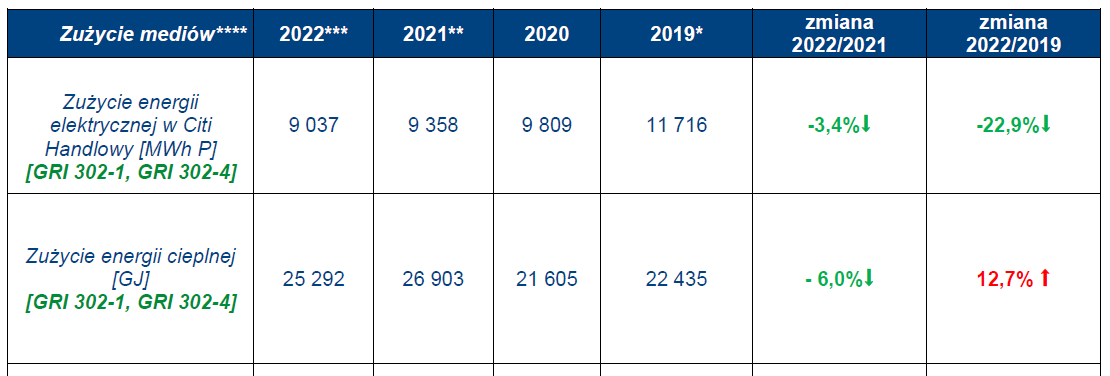 Zużycie mediów**** 2022*** 2021** 2020 2019* zmiana 2022/2021 zmiana 2022/2019
Zużycie energii
elektrycznej w Citi
Handlowy [MWh P]
[GRI 302-1, GRI 302-4]
9 037 9 358 9 809 11 716 -3,4%⬇ -22,9%⬇
Zużycie energii cieplnej
[GJ]
[GRI 302-1, GRI 302-4]
25 292 26 903 21 605 22 435 - 6,0%⬇ 12,7% ⬆